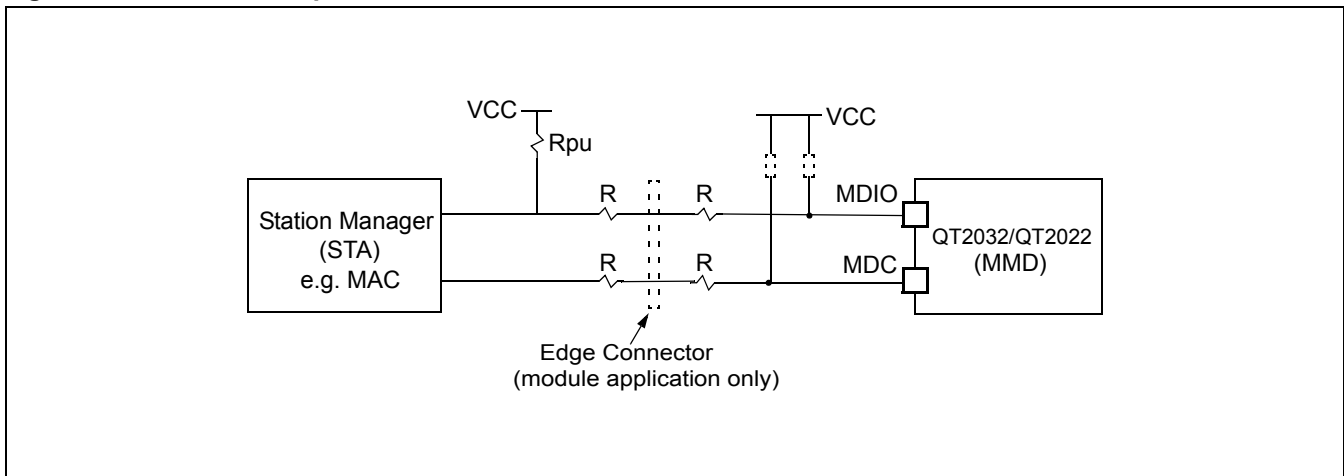 VCC
Rpu
VCC
Station Manager
(STA)
e.g. MAC
R
R
MDIO
R
R
MDC
QT2032/QT2022
(MMD)
Edge Connector
(module application only)